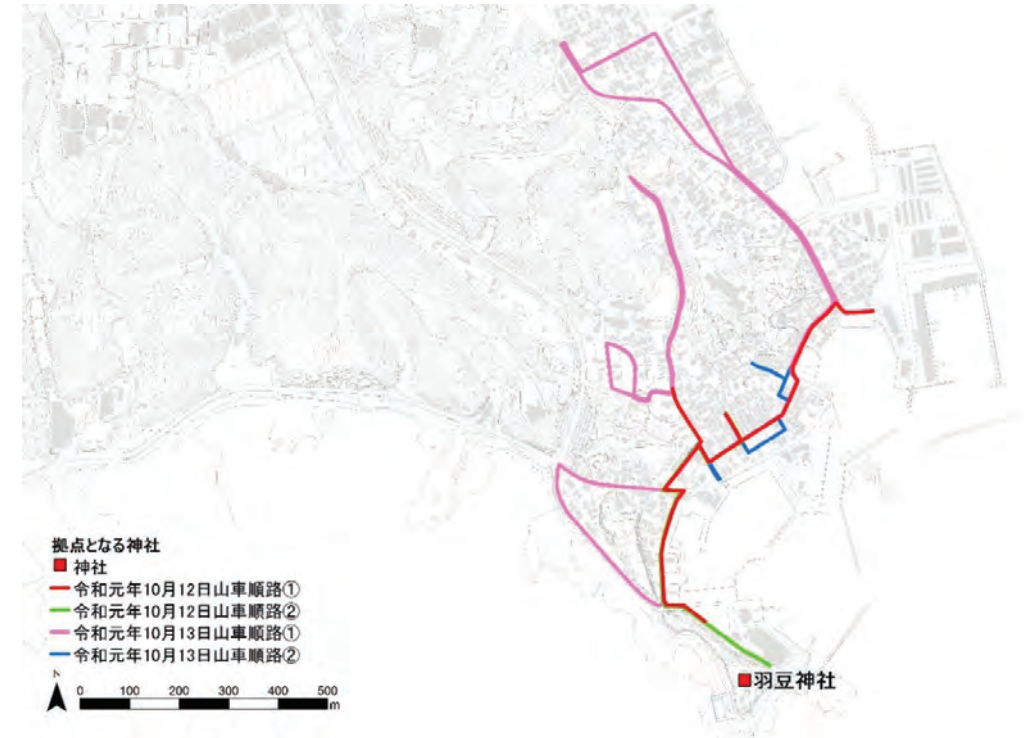 拠点となる神社
神社
令和元年10月12日山車順路①
令和元年10月12日山車順路②
令和元年10月13日山車順路①
令和元年10月13日山車順路②
N
0 100 200 300 400 500
m
羽豆神社